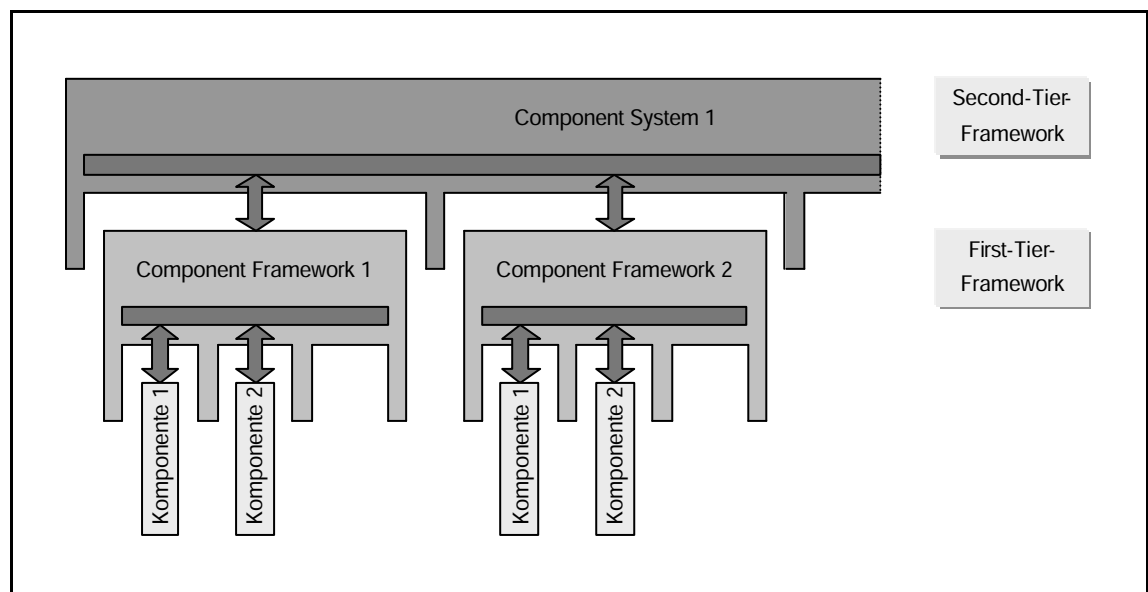 Component System 1
Second-Tier-
Framework
Component Framework 1
Component Framework 2
First-Tier-
Framework
Komponente 1
Komponente 2
Komponente 1
Komponente 2